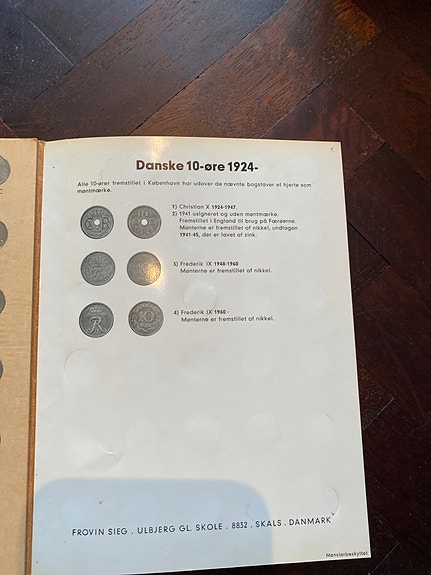 Danske 10-øre 1924-
Alle 10-ører fremstillet i København har udover de nævnte bogstaver et hjerte som
møntmærke.
1) Christian X 1924-1947.
2) 1941 usigneret og uden møntmærke.
Fremstillet i England til brug på Færøerne.
Mønterne er fremstillet af nikkel, undtagen
1941-45, der er lavet af zink.
3) Frederik IX 1948-1960
Mønterne er fremstillet af nikkel.
4) Frederik IX 1960-
Mønterne er fremstillet af nikkel.
10
10
FROVIN SIEG . ULBJERG GL. SKOLE . 8832 . SKALS . DANMARK
Mønsterbeskyttet